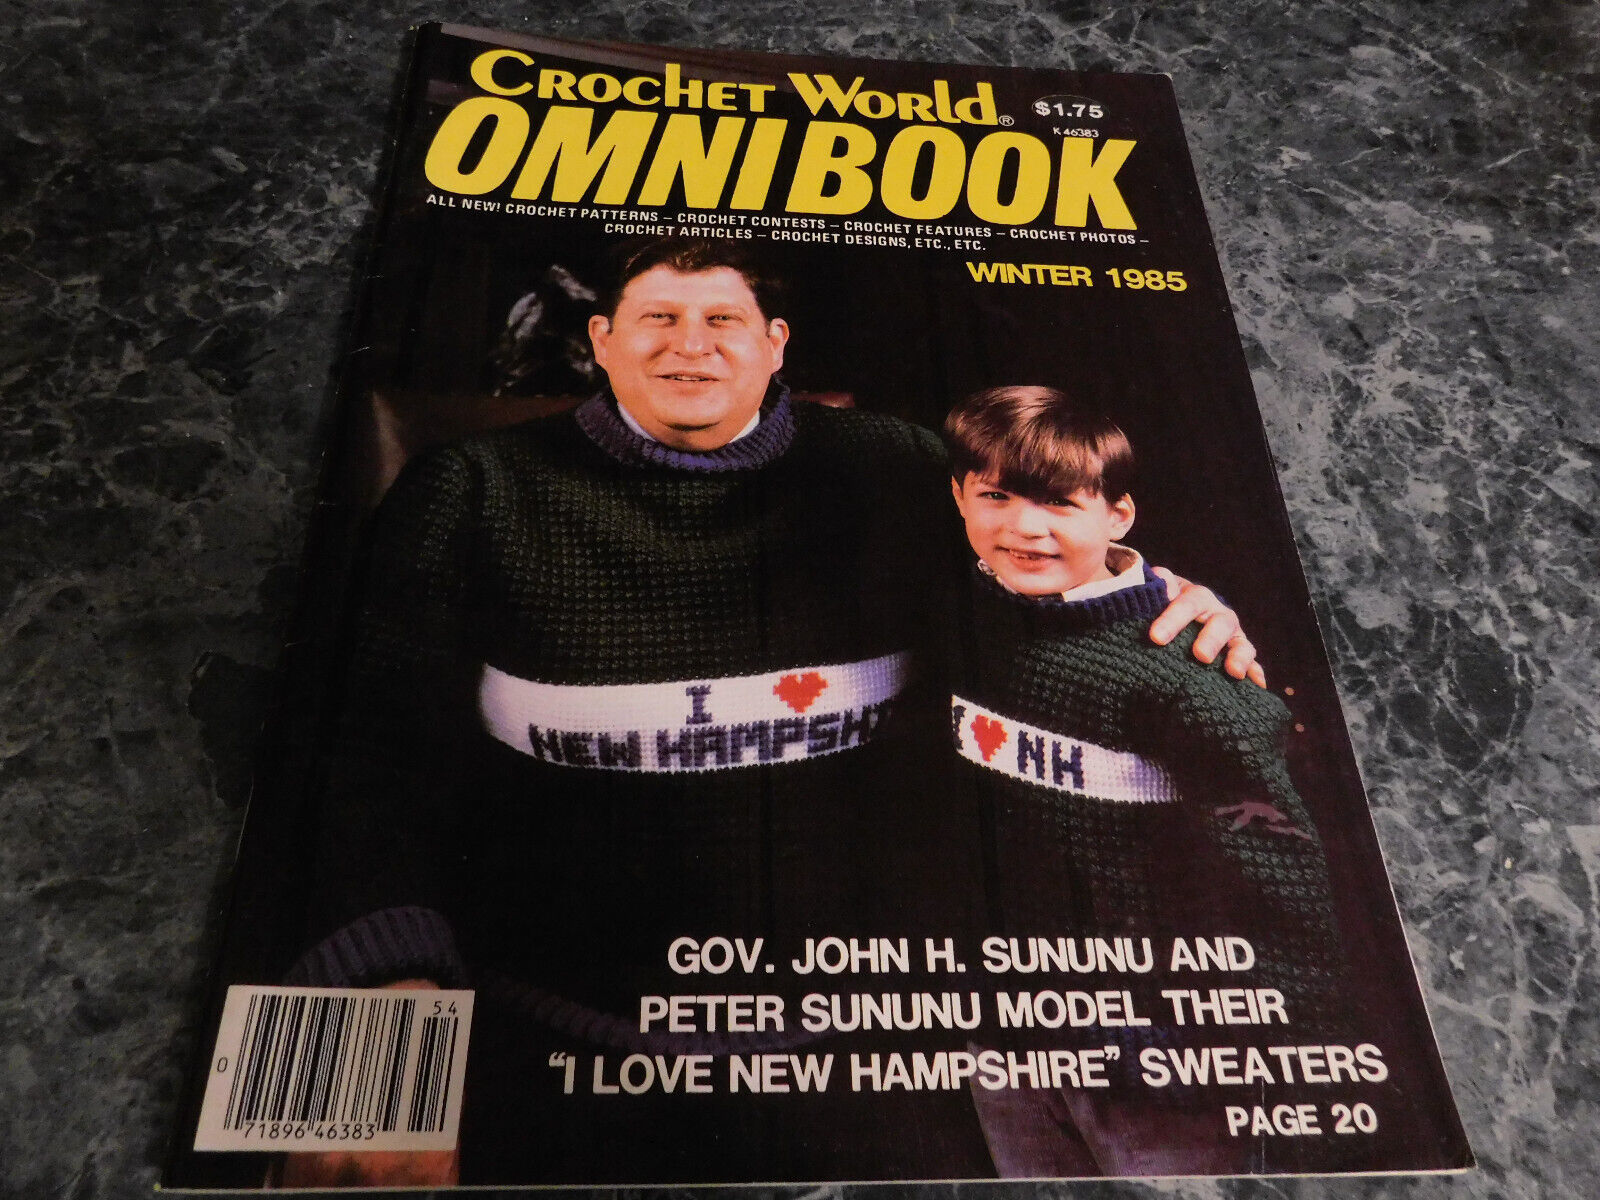 CROCHET WORLD® $1.75
K 46383
OMNIBOOK
ALL NEW! CROCHET PATTERNS – CROCHET CONTESTS – CROCHET FEATURES – CROCHET PHOTOS –
CROCHET ARTICLES – CROCHET DESIGNS, ETC., ETC.
WINTER 1985
I ♥
NEW HAMPSHI
I ♥ NH
GOV. JOHN H. SUNUNU AND
PETER SUNUNU MODEL THEIR
“I LOVE NEW HAMPSHIRE” SWEATERS
PAGE 20
54
0 71896 46383